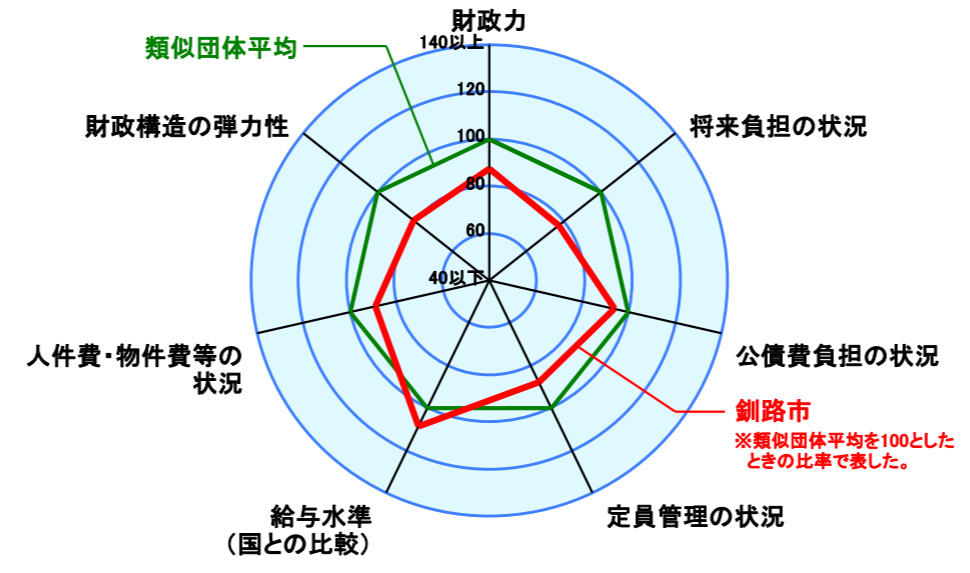 財政力
140以上
類似団体平均
120
財政構造の弾力性
将来負担の状況
100
80
60
40以下
人件費・物件費等の
状況
公債費負担の状況
釧路市
※類似団体平均を100とした
ときの比率で表した。
給与水準
（国との比較）
定員管理の状況